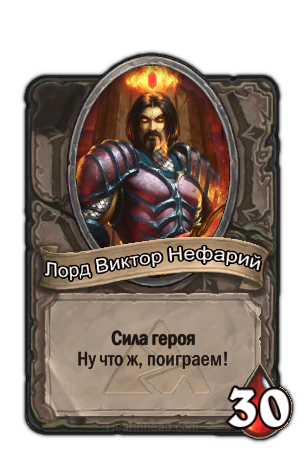 Лорд Виктор Нефарий
Сила героя
Ну что ж, поиграем!
30